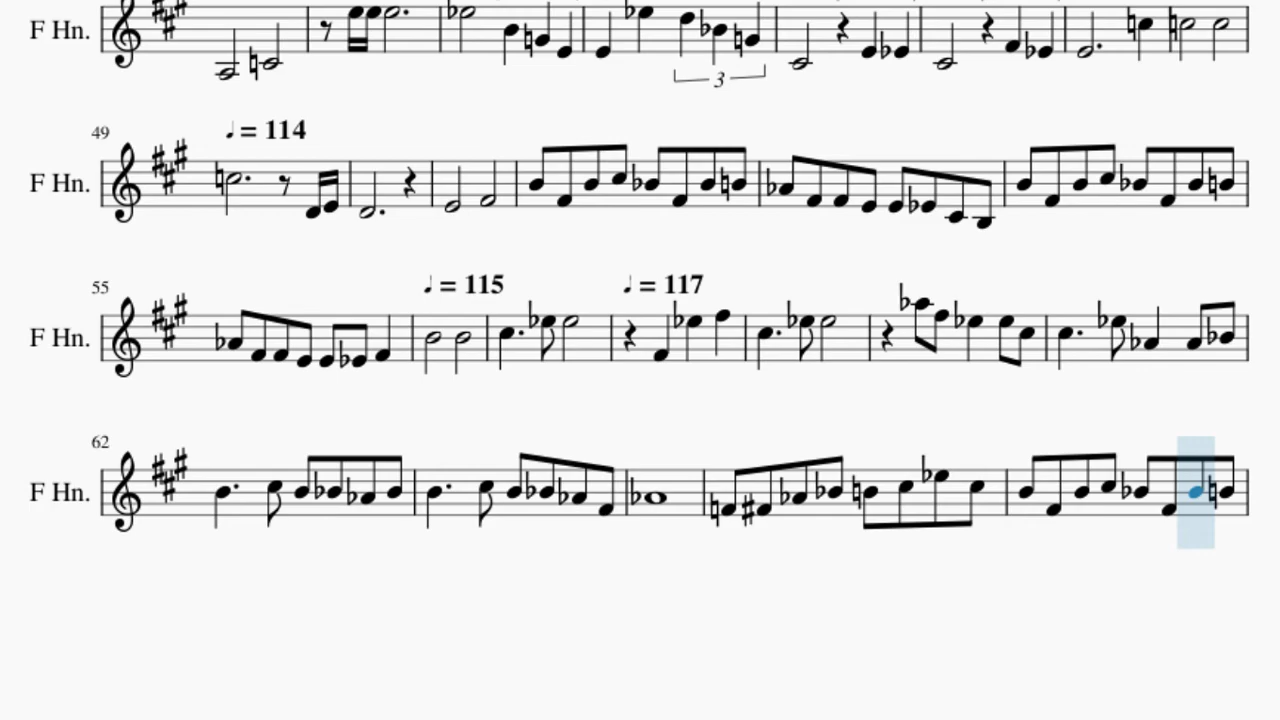 F Hn.
3
♩ = 114
49
F Hn.
♩ = 115 ♩ = 117
55
F Hn.
62
F Hn.